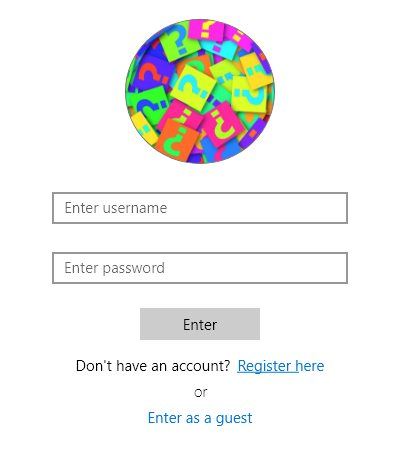 Enter username
Enter password
Enter
Don't have an account? Register here
or
Enter as a guest